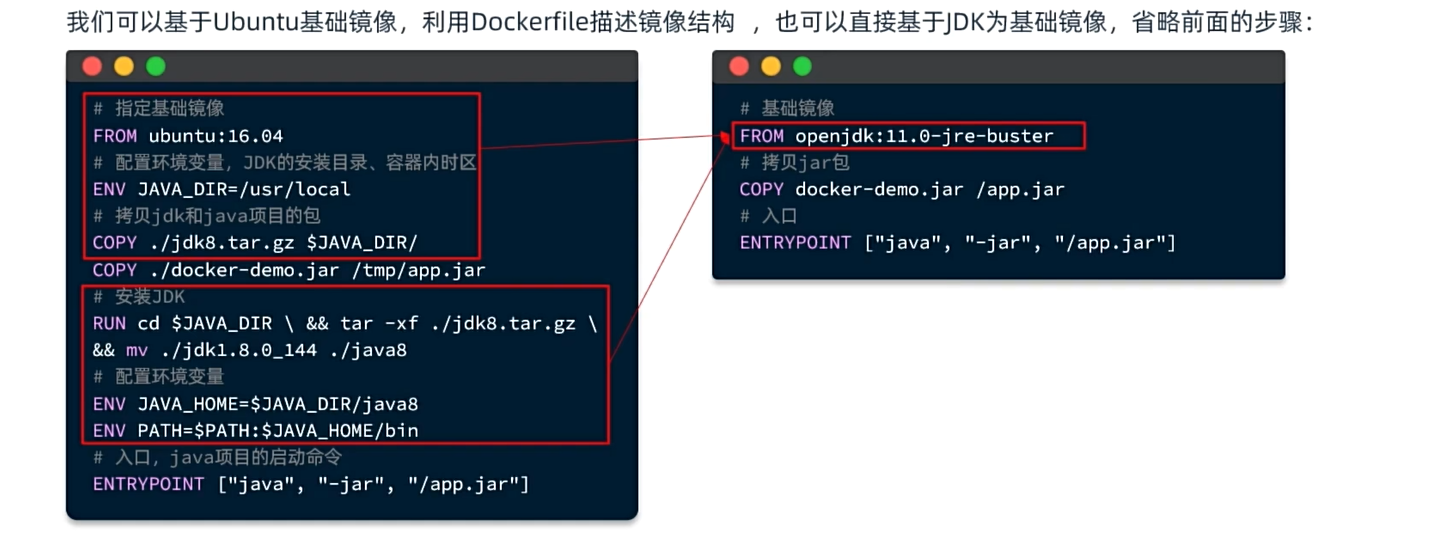 我们可以基于Ubuntu基础镜像，利用Dockerfile描述镜像结构 ，也可以直接基于JDK为基础镜像，省略前面的步骤：
# 指定基础镜像
FROM ubuntu:16.04
# 配置环境变量，JDK的安装目录、容器内时区
ENV JAVA_DIR=/usr/local
# 拷贝jdk和java项目的包
COPY ./jdk8.tar.gz $JAVA_DIR/
COPY ./docker-demo.jar /tmp/app.jar
# 安装JDK
RUN cd $JAVA_DIR \ && tar -xf ./jdk8.tar.gz \
&& mv ./jdk1.8.0_144 ./java8
# 配置环境变量
ENV JAVA_HOME=$JAVA_DIR/java8
ENV PATH=$PATH:$JAVA_HOME/bin
# 入口，java项目的启动命令
ENTRYPOINT ["java", "-jar", "/app.jar"]
# 基础镜像
FROM openjdk:11.0-jre-buster
# 拷贝jar包
COPY docker-demo.jar /app.jar
# 入口
ENTRYPOINT ["java", "-jar", "/app.jar"]